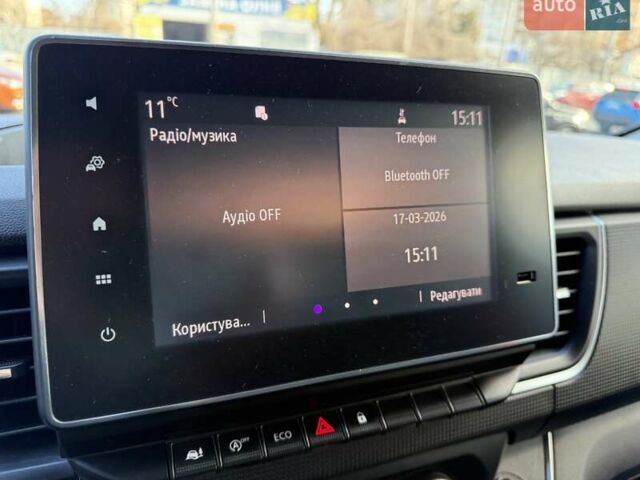 auto RIA
11°C 15:11
Радіо/музика
Телефон
Bluetooth OFF
Аудіо OFF
17-03-2026
15:11
Користува...
Редагувати
ECO